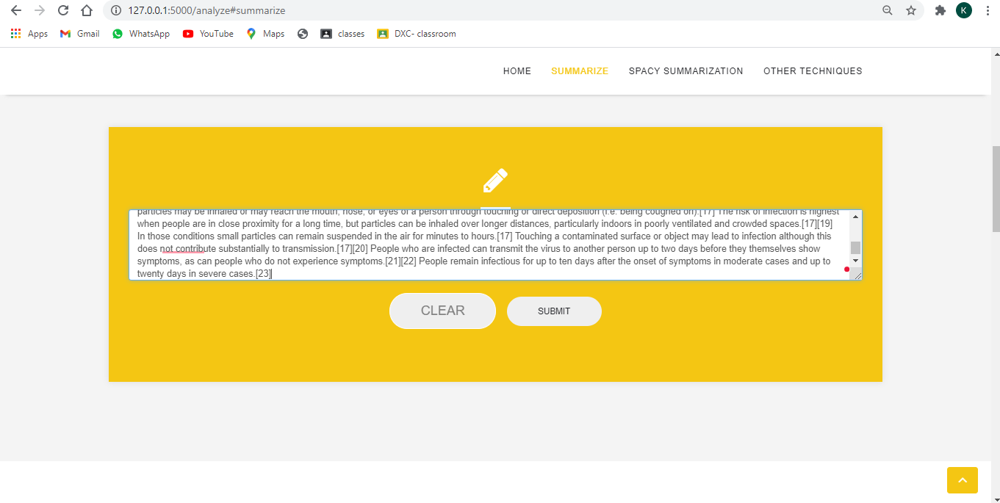 127.0.0.1:5000/analyze#summarize
K
Apps Gmail WhatsApp YouTube Maps classes DXC- classroom
HOME SUMMARIZE SPACY SUMMARIZATION OTHER TECHNIQUES
particles may be inhaled or may reach the mouth, nose, or eyes of a person through touching or direct deposition (i.e. being coughed on).[17] The risk of infection is highest
when people are in close proximity for a long time, but particles can be inhaled over longer distances, particularly indoors in poorly ventilated and crowded spaces.[17][19]
In those conditions small particles can remain suspended in the air for minutes to hours.[17] Touching a contaminated surface or object may lead to infection although this
does not contribute substantially to transmission.[17][20] People who are infected can transmit the virus to another person up to two days before they themselves show
symptoms, as can people who do not experience symptoms.[21][22] People remain infectious for up to ten days after the onset of symptoms in moderate cases and up to
twenty days in severe cases.[23]
CLEAR SUBMIT